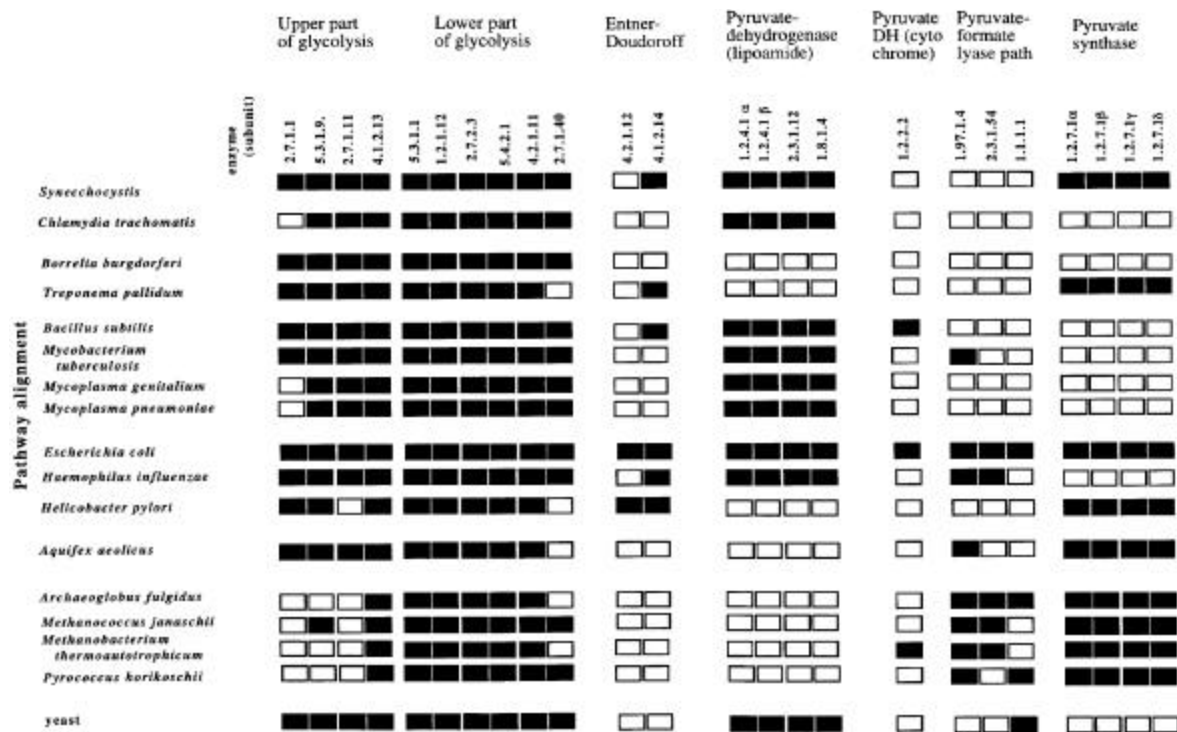 Upper part
of glycolysis
Lower part
of glycolysis
Entner-
Doudoroff
Pyruvate-
dehydrogenase
(lipoamide)
Pyruvate
DH (cyto
chrome)
Pyruvate-
formate
lyase path
Pyruvate
synthase
enzyme
(subunit)
2.7.1.1
5.3.1.9.
2.7.1.11
4.1.2.13
5.3.1.1
1.2.1.12
2.7.2.3
5.4.2.1
4.2.1.11
2.7.1.40
4.2.1.12
4.1.2.14
1.2.4.1 α
1.2.4.1 β
2.3.1.12
1.8.1.4
1.2.2.2
1.97.1.4
2.3.1.54
1.1.1.1
1.2.7.1α
1.2.7.1β
1.2.7.1γ
1.2.7.1δ
Pathway alignment
Synecchocystis
Chlamydia trachomatis
Borrelia burgdorferi
Treponema pallidum
Bacillus subtilis
Mycobacterium
tuberculosis
Mycoplasma genitalium
Mycoplasma pneumoniae
Escherichia coli
Haemophilus influenzae
Helicobacter pylori
Aquifex aeolicus
Archaeoglobus fulgidus
Methanococcus janaschii
Methanobacterium
thermoautotrophicum
Pyrococcus horikoschii
yeast